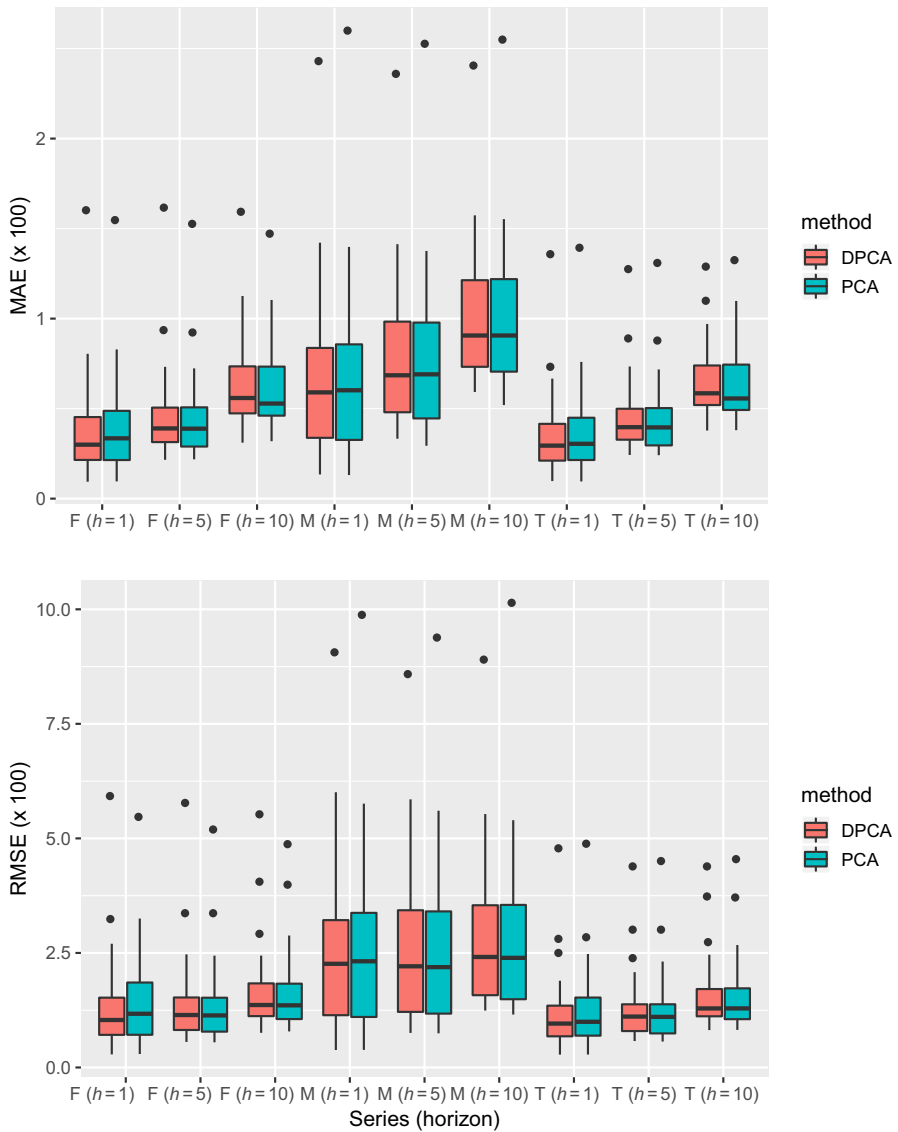 MAE (x 100)
2
1
0
F (h=1) F (h=5) F (h=10) M (h=1) M (h=5) M (h=10) T (h=1) T (h=5) T (h=10)
method
DPCA
PCA
RMSE (x 100)
10.0
7.5
5.0
2.5
0.0
F (h=1) F (h=5) F (h=10) M (h=1) M (h=5) M (h=10) T (h=1) T (h=5) T (h=10)
Series (horizon)
method
DPCA
PCA